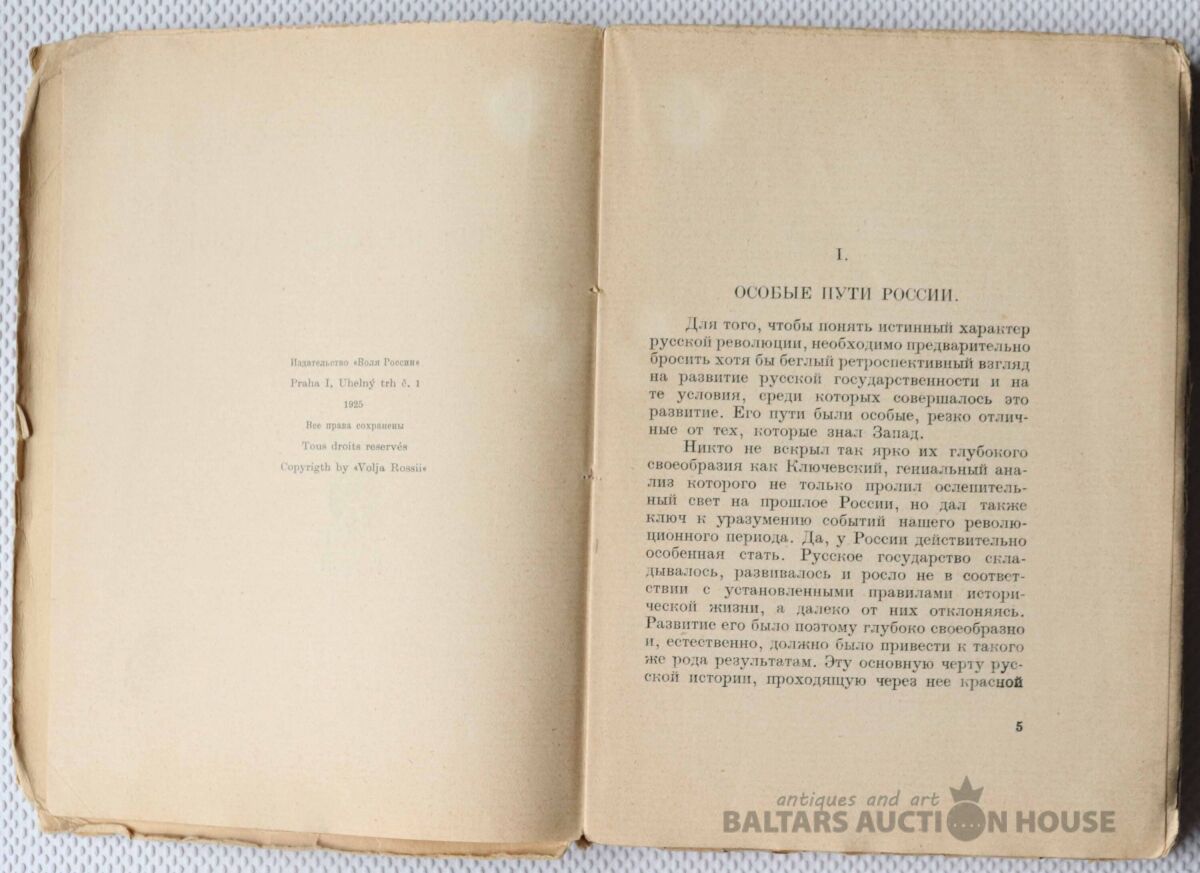 Издательство «Воля России«
Praha I, Uhelný trh č. 1
1925
Все права сохранены
Tous droits reservés
Copyrigth by «Volja Rossii«
I.
ОСОБЫЕ ПУТИ РОССИИ.
Для того, чтобы понять истинный характер
русской революции, необходимо предварительно
бросить хотя бы беглый ретроспективный взгляд
на развитие русской государственности и на
те условия, среди которых совершалось это
развитие. Его пути были особые, резко отлич-
ные от тех, которые знал Запад.
Никто не вскрыл так ярко их глубокого
своеобразия как Ключевский, гениальный ана-
лиз которого не только пролил ослепитель-
ный свет на прошлое России, но дал также
ключ к уразумению событий нашего револю-
ционного периода. Да, у России действительно
особенная стать. Русское государство скла-
дывалось, развивалось и росло не в соответ-
ствии с установленными правилами истори-
ческой жизни, а далеко от них отклоняясь.
Развитие его было поэтому глубоко своеобразно
и, естественно, должно было привести к такого
же рода результатам. Эту основную черту рус-
ской истории, проходящую через нее красной
5
antiques and art
BALTARS AUCTION HOUSE